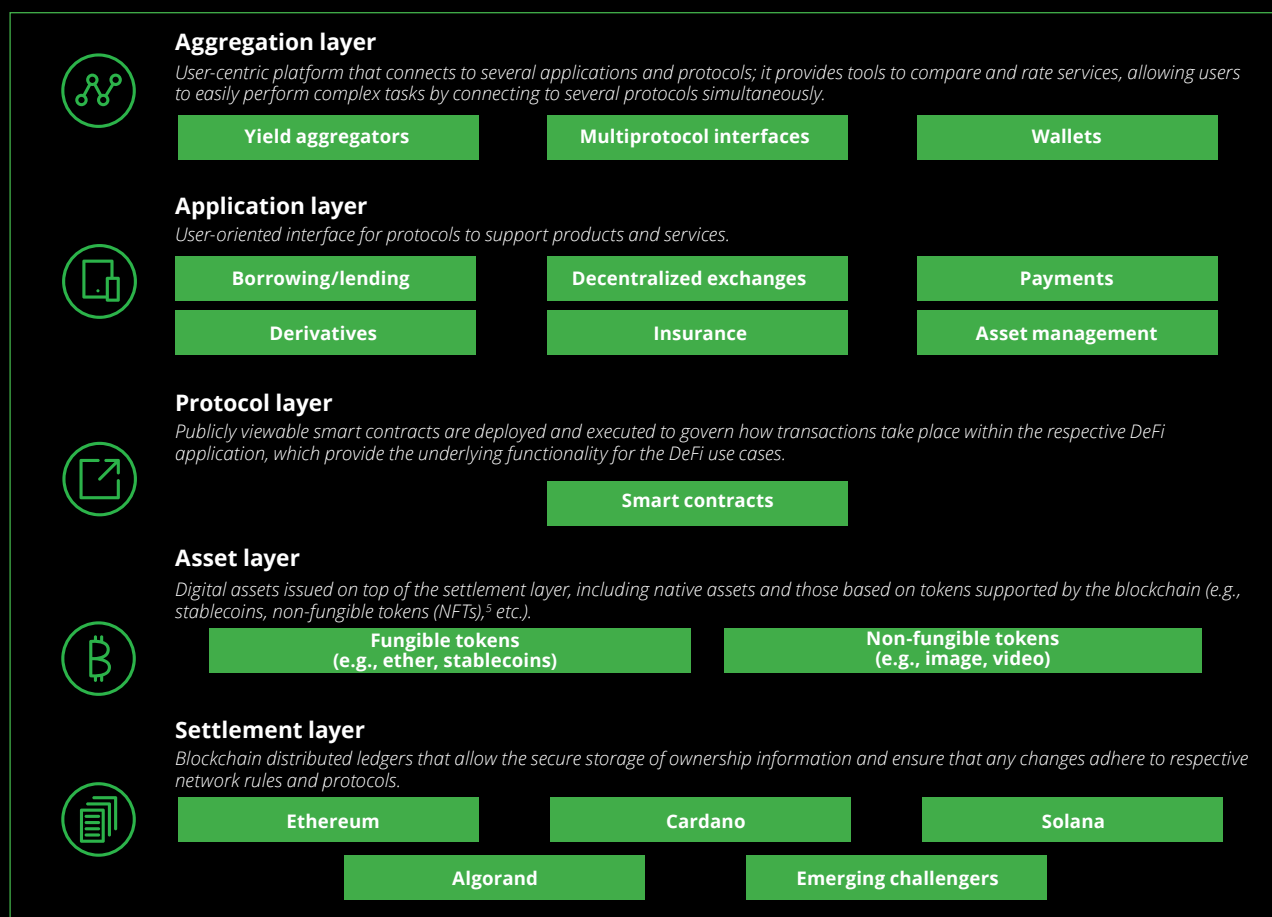 Aggregation layer
User-centric platform that connects to several applications and protocols; it provides tools to compare and rate services, allowing users
to easily perform complex tasks by connecting to several protocols simultaneously.
Yield aggregators
Multiprotocol interfaces
Wallets
Application layer
User-oriented interface for protocols to support products and services.
Borrowing/lending
Decentralized exchanges
Payments
Derivatives
Insurance
Asset management
Protocol layer
Publicly viewable smart contracts are deployed and executed to govern how transactions take place within the respective DeFi
application, which provide the underlying functionality for the DeFi use cases.
Smart contracts
Asset layer
Digital assets issued on top of the settlement layer, including native assets and those based on tokens supported by the blockchain (e.g.,
stablecoins, non-fungible tokens (NFTs),⁵ etc.).
Fungible tokens
(e.g., ether, stablecoins)
Non-fungible tokens
(e.g., image, video)
Settlement layer
Blockchain distributed ledgers that allow the secure storage of ownership information and ensure that any changes adhere to respective
network rules and protocols.
Ethereum
Cardano
Solana
Algorand
Emerging challengers